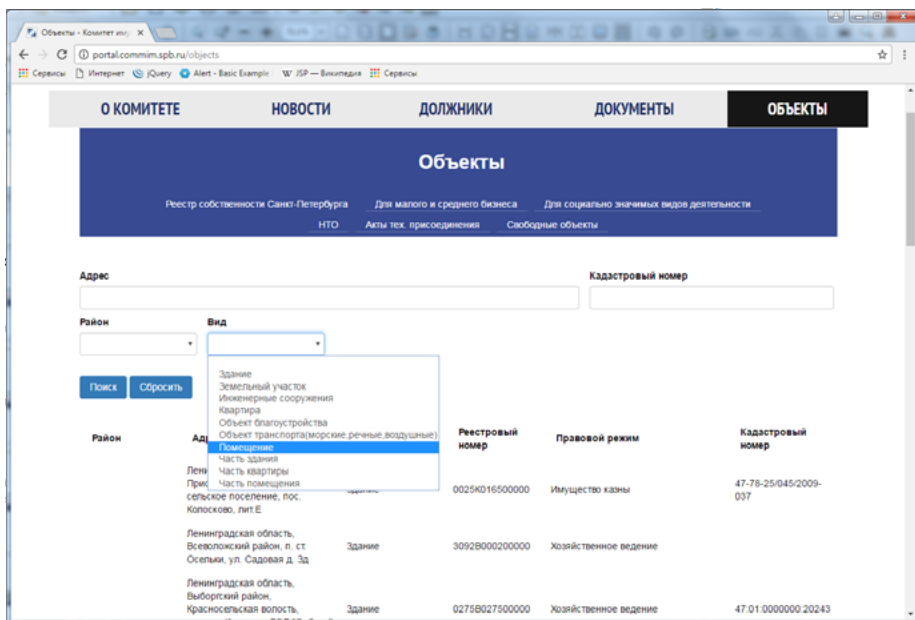 Объекты - Комитет иму
portal.commim.spb.ru/objects
Сервисы Интернет jQuery Alert - Basic Example W JSP — Википедия Сервисы
О КОМИТЕТЕ НОВОСТИ ДОЛЖНИКИ ДОКУМЕНТЫ ОБЪЕКТЫ
Объекты
Реестр собственности Санкт-Петербурга Для малого и среднего бизнеса Для социально значимых видов деятельности
НТО Акты тех. присоединения Свободные объекты
Адрес Кадастровый номер
Район Вид
Поиск Сбросить
Здание
Земельный участок
Инженерные сооружения
Квартира
Объект благоустройства
Объект транспорта(морские,речные,воздушные)
Помещение
Часть здания
Часть квартиры
Часть помещения
Район Реестровый номер Правовой режим Кадастровый номер
сельское поселение, пос.
Колосково, лит.Е
0025К016500000 Имущество казны 47-78-25/045/2009-
037
Ленинградская область,
Всеволожский район, п. ст.
Осельки, ул. Садовая д. 3д
Здание 3092В000200000 Хозяйственное ведение
Ленинградская область,
Выборгский район,
Красносельская волость,
Здание 0275В027500000 Хозяйственное ведение 47:01:0000000:20243